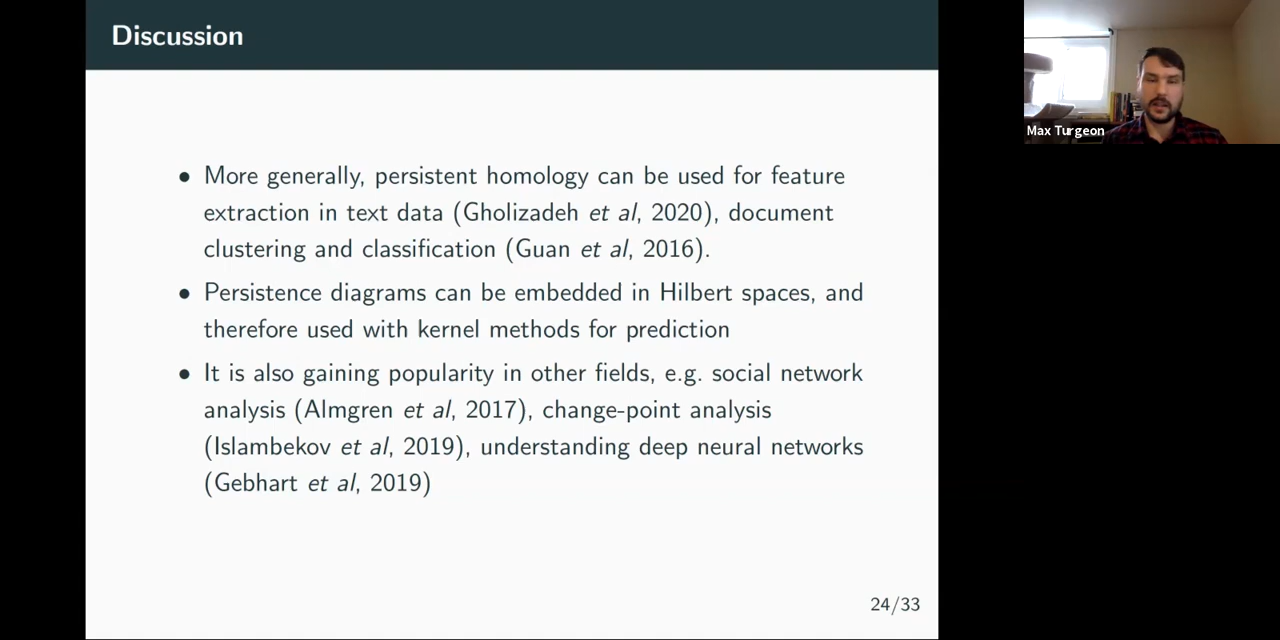 Discussion
• More generally, persistent homology can be used for feature
extraction in text data (Gholizadeh et al, 2020), document
clustering and classification (Guan et al, 2016).
• Persistence diagrams can be embedded in Hilbert spaces, and
therefore used with kernel methods for prediction
• It is also gaining popularity in other fields, e.g. social network
analysis (Almgren et al, 2017), change-point analysis
(Islambekov et al, 2019), understanding deep neural networks
(Gebhart et al, 2019)
24/33
Max Turgeon